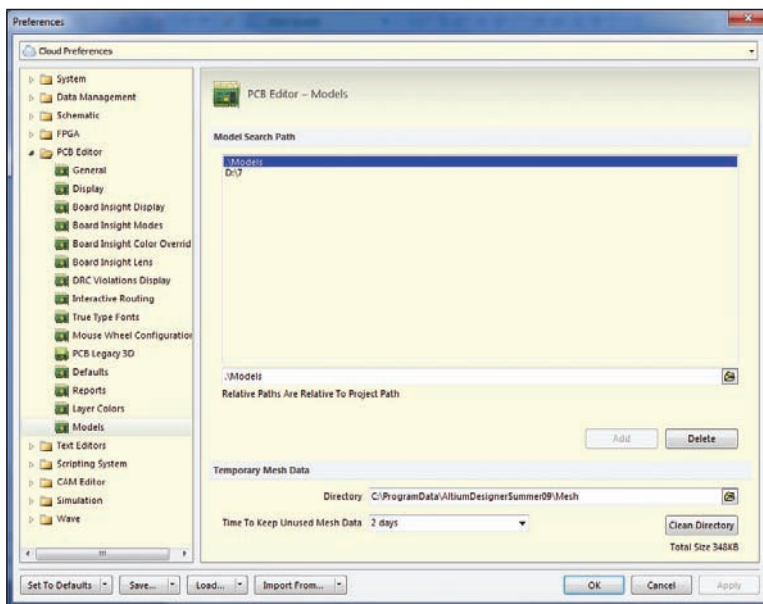 Preferences
Cloud Preferences
System
Data Management
Schematic
FPGA
PCB Editor
General
Display
Board Insight Display
Board Insight Modes
Board Insight Color Overrid
Board Insight Lens
DRC Violations Display
Interactive Routing
True Type Fonts
Mouse Wheel Configuration
PCB Legacy 3D
Defaults
Reports
Layer Colors
Models
Text Editors
Scripting System
CAM Editor
Simulation
Wave
PCB Editor – Models
Model Search Path
.\Models
D:\7
.\Models
Relative Paths Are Relative To Project Path
Add
Delete
Temporary Mesh Data
Directory C:\ProgramData\AltiumDesignerSummer09\Mesh
Time To Keep Unused Mesh Data 2 days
Clean Directory
Total Size 348KB
Set To Defaults
Save...
Load...
Import From...
OK
Cancel
Apply